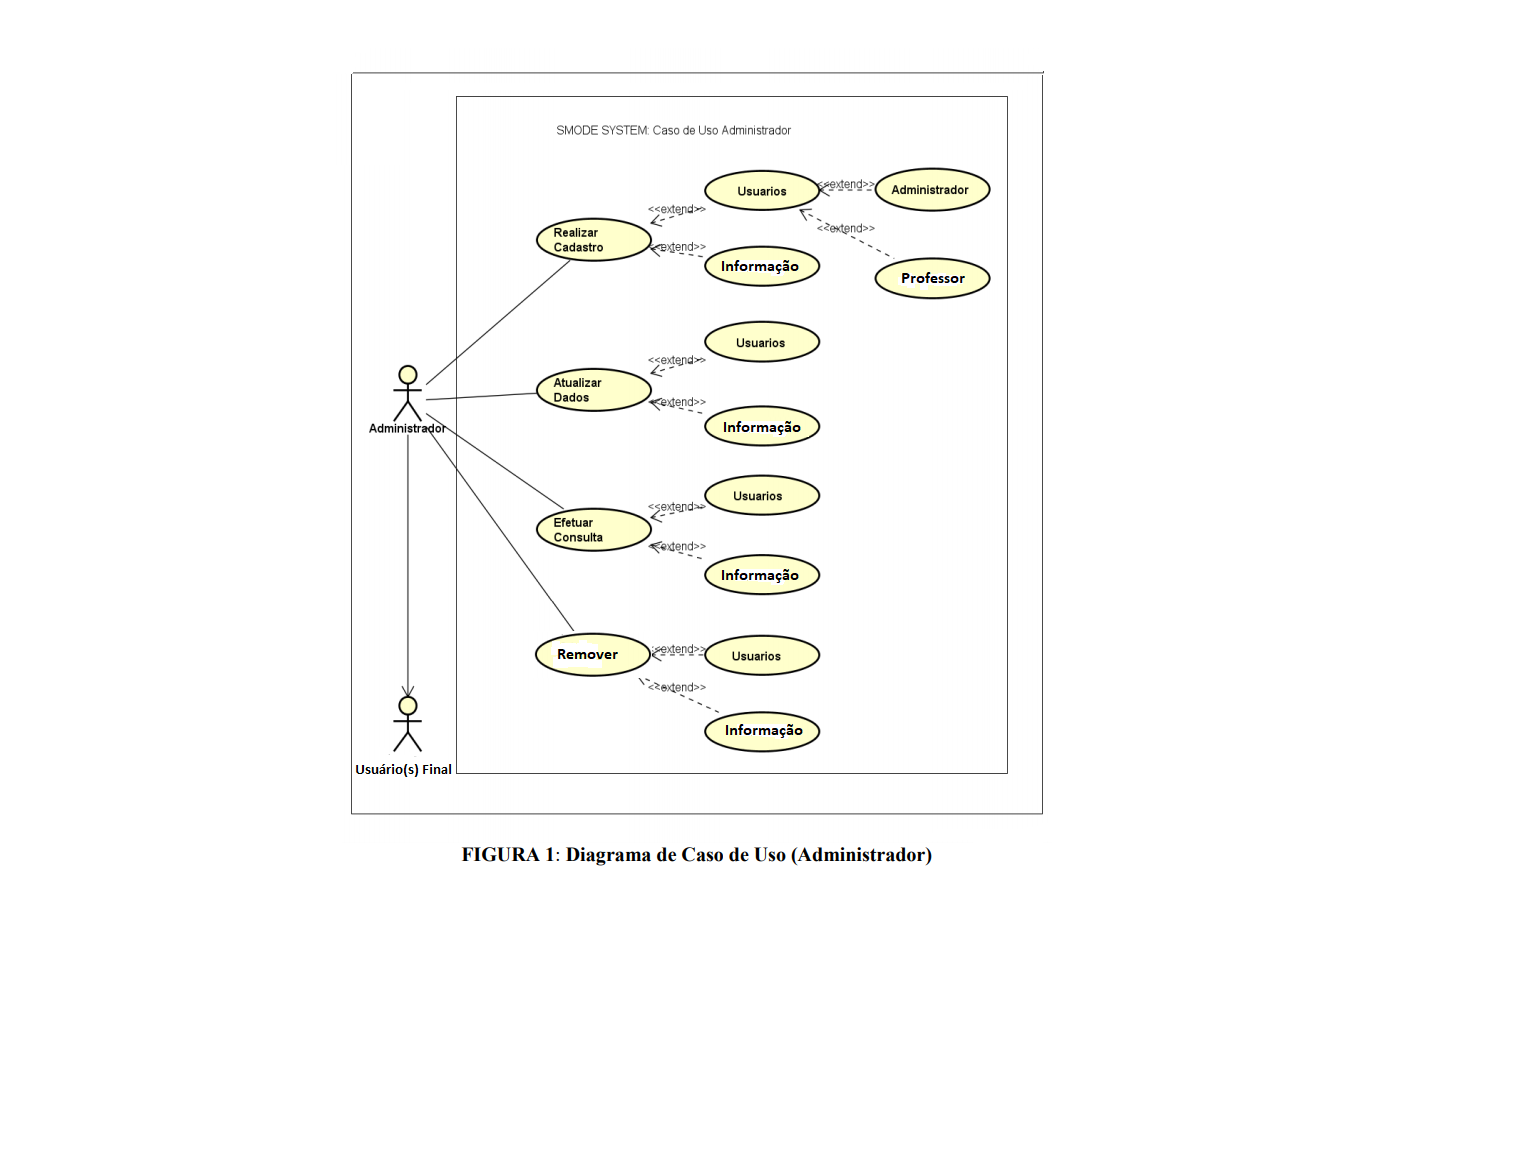 SMODE SYSTEM: Caso de Uso Administrador
Usuarios
<<extend>>
Administrador
<<extend>>
Realizar
Cadastro
<<extend>>
<<extend>>
Informação
Professor
Usuarios
<<extend>>
Atualizar
Dados
<<extend>>
Informação
Administrador
Usuarios
<<extend>>
Efetuar
Consulta
<<extend>>
Informação
Remover
<<extend>>
Usuarios
<<extend>>
Informação
Usuário(s) Final
FIGURA 1: Diagrama de Caso de Uso (Administrador)